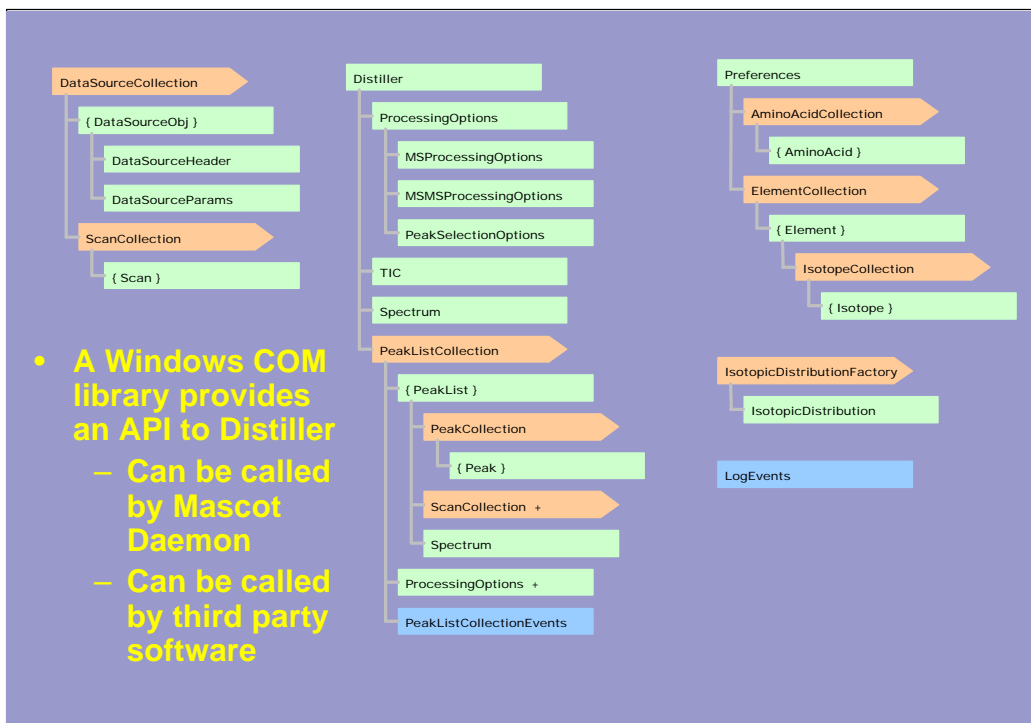 DataSourceCollection
{ DataSourceObj }
DataSourceHeader
DataSourceParams
ScanCollection
{ Scan }
• A Windows COM
library provides
an API to Distiller
– Can be called
by Mascot
Daemon
– Can be called
by third party
software
Distiller
ProcessingOptions
MSProcessingOptions
MSMSProcessingOptions
PeakSelectionOptions
TIC
Spectrum
PeakListCollection
{ PeakList }
PeakCollection
{ Peak }
ScanCollection +
Spectrum
ProcessingOptions +
PeakListCollectionEvents
Preferences
AminoAcidCollection
{ AminoAcid }
ElementCollection
{ Element }
IsotopeCollection
{ Isotope }
IsotopicDistributionFactory
IsotopicDistribution
LogEvents